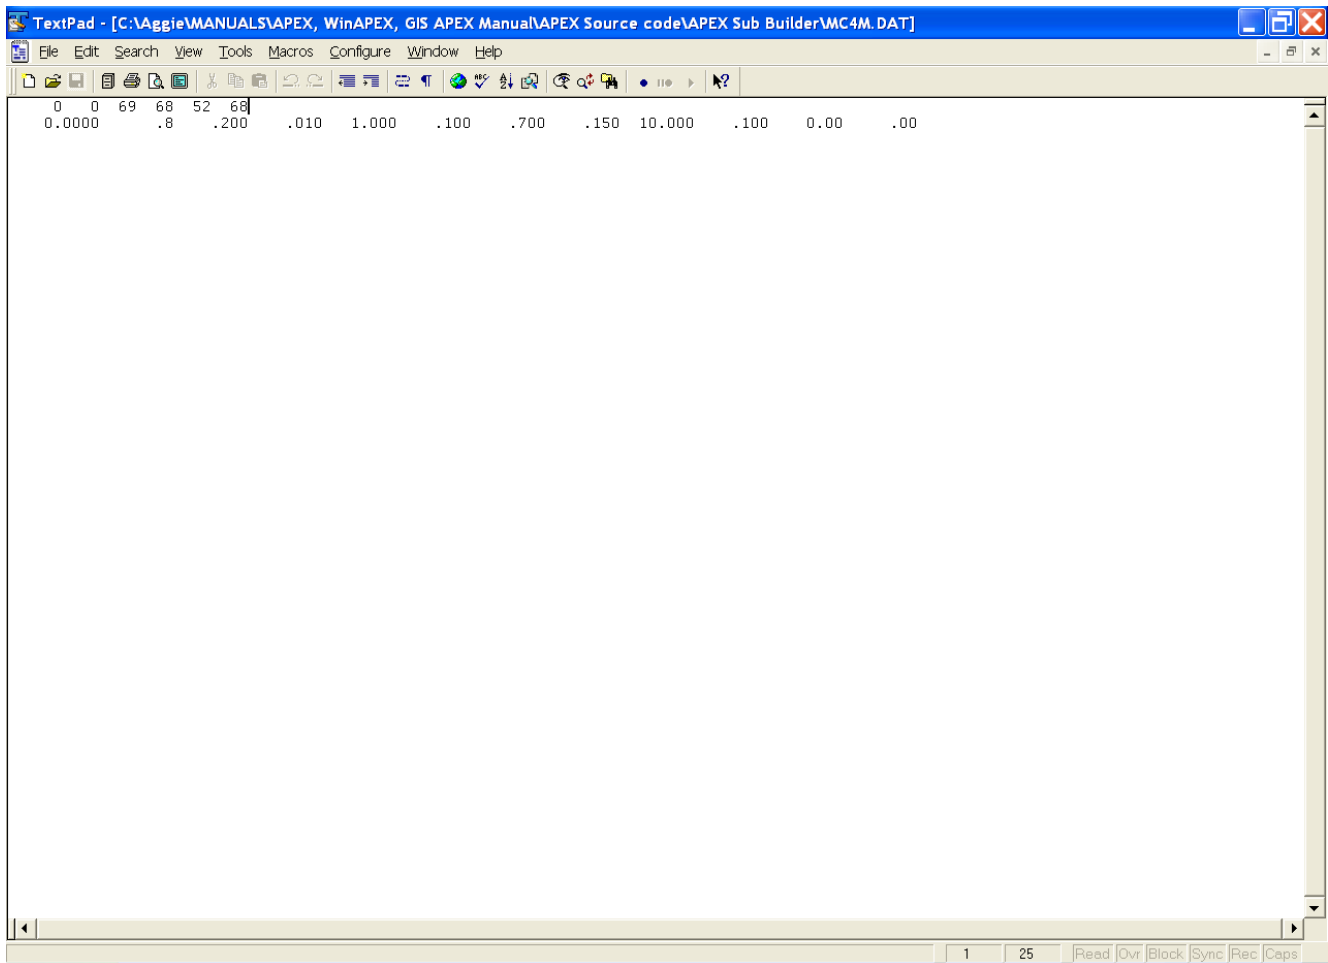 TextPad - [C:\Aggie\MANUALS\APEX, WinAPEX, GIS APEX Manual\APEX Source code\APEX Sub Builder\MC4M.DAT]
File Edit Search View Tools Macros Configure Window Help
0 0 69 68 52 68
0.0000 .8 .200 .010 1.000 .100 .700 .150 10.000 .100 0.00 .00
1 25 Read Ovr Block Sync Rec Caps